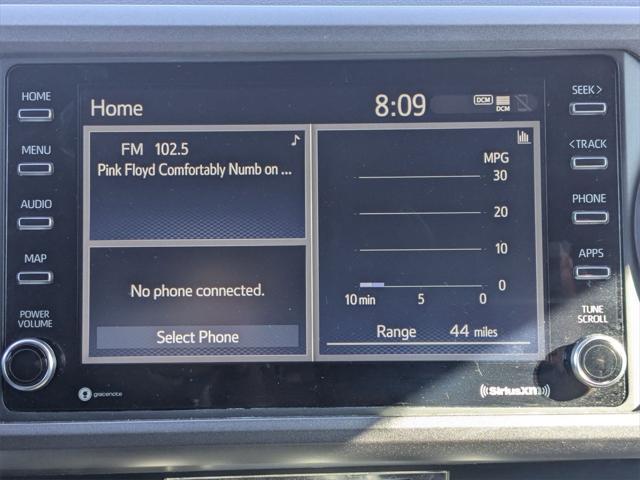 HOME
MENU
AUDIO
MAP
POWER
VOLUME
Home
8:09
DCM
DCM
FM 102.5
Pink Floyd Comfortably Numb on ...
No phone connected.
Select Phone
MPG
30
20
10
0
10 min 5 0
Range 44 miles
SEEK >
< TRACK
PHONE
APPS
TUNE
SCROLL
gracenote
((SiriusXM))